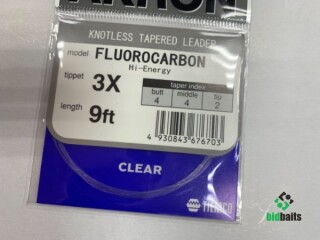 KNOTLESS TAPERED LEADER
model FLUOROCARBON
Hi-Energy
tippet 3X
taper index
butt middle tip
4 4 2
length 9ft
4 930843 676703
CLEAR
TIEMCO
bidbaits